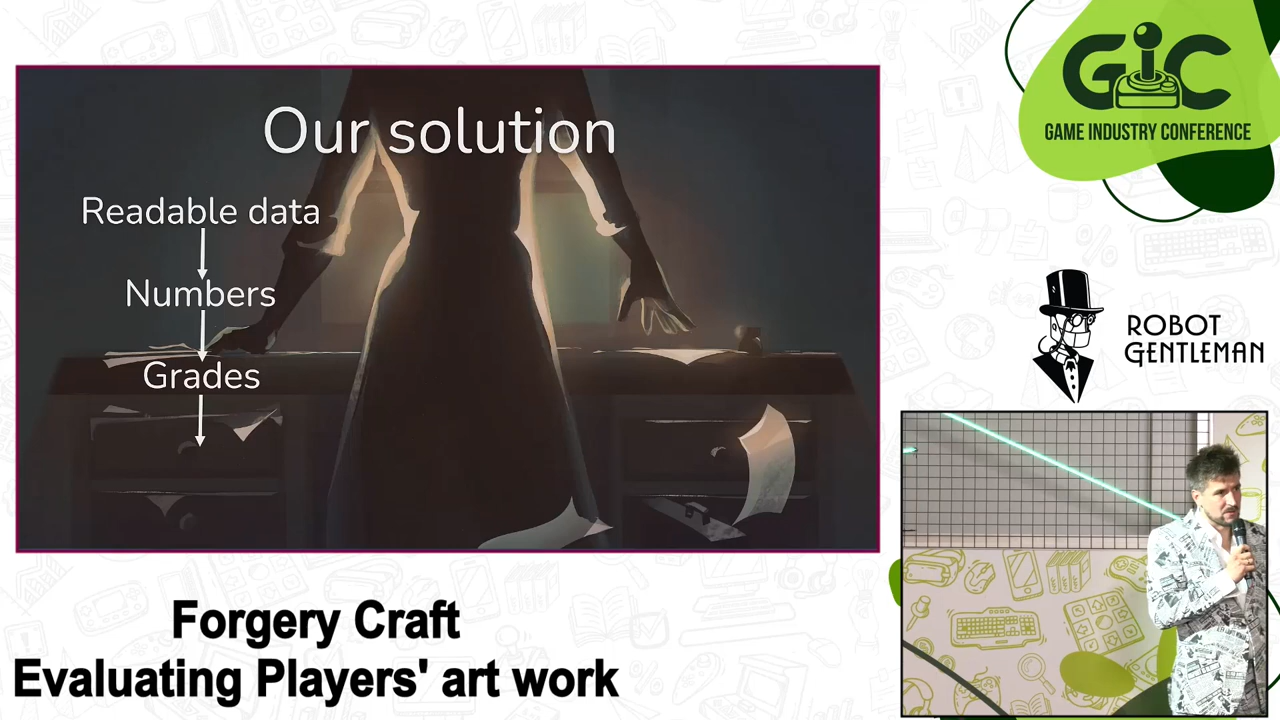 Our solution
Readable data
Numbers
Grades
Forgery Craft
Evaluating Players' art work
GIC
GAME INDUSTRY CONFERENCE
ROBOT
GENTLEMAN